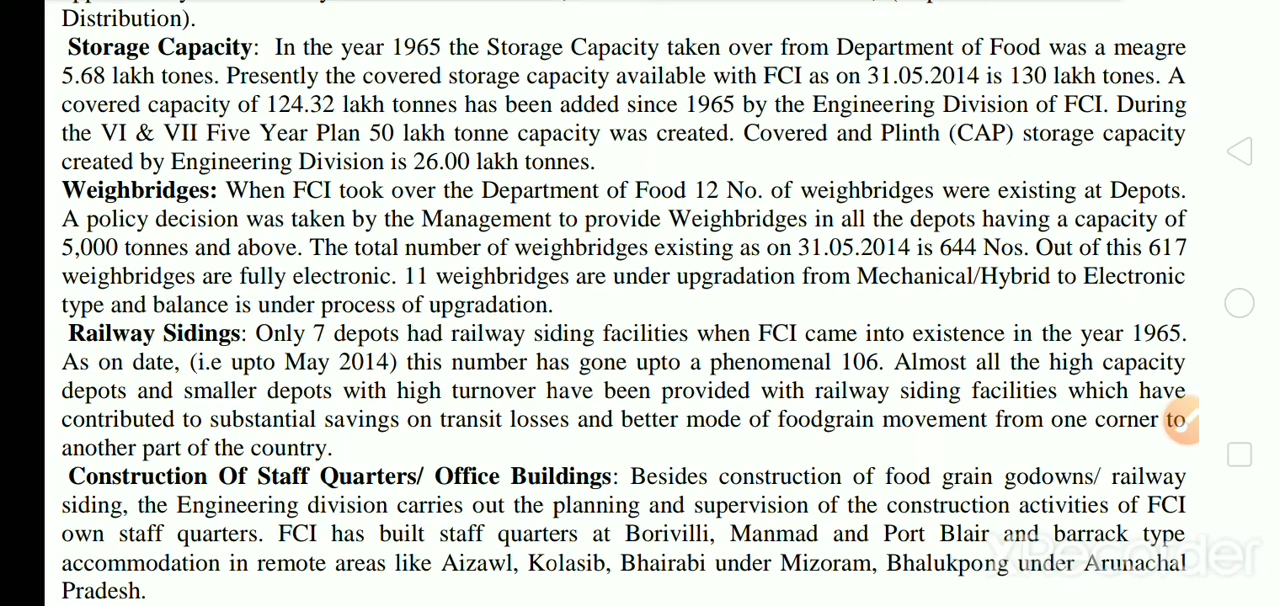 Distribution).
Storage Capacity: In the year 1965 the Storage Capacity taken over from Department of Food was a meagre
5.68 lakh tones. Presently the covered storage capacity available with FCI as on 31.05.2014 is 130 lakh tones. A
covered capacity of 124.32 lakh tonnes has been added since 1965 by the Engineering Division of FCI. During
the VI & VII Five Year Plan 50 lakh tonne capacity was created. Covered and Plinth (CAP) storage capacity
created by Engineering Division is 26.00 lakh tonnes.
Weighbridges: When FCI took over the Department of Food 12 No. of weighbridges were existing at Depots.
A policy decision was taken by the Management to provide Weighbridges in all the depots having a capacity of
5,000 tonnes and above. The total number of weighbridges existing as on 31.05.2014 is 644 Nos. Out of this 617
weighbridges are fully electronic. 11 weighbridges are under upgradation from Mechanical/Hybrid to Electronic
type and balance is under process of upgradation.
Railway Sidings: Only 7 depots had railway siding facilities when FCI came into existence in the year 1965.
As on date, (i.e upto May 2014) this number has gone upto a phenomenal 106. Almost all the high capacity
depots and smaller depots with high turnover have been provided with railway siding facilities which have
contributed to substantial savings on transit losses and better mode of foodgrain movement from one corner to
another part of the country.
Construction Of Staff Quarters/ Office Buildings: Besides construction of food grain godowns/ railway
siding, the Engineering division carries out the planning and supervision of the construction activities of FCI
own staff quarters. FCI has built staff quarters at Borivilli, Manmad and Port Blair and barrack type
accommodation in remote areas like Aizawl, Kolasib, Bhairabi under Mizoram, Bhalukpong under Arunachal
Pradesh.
XRecorder